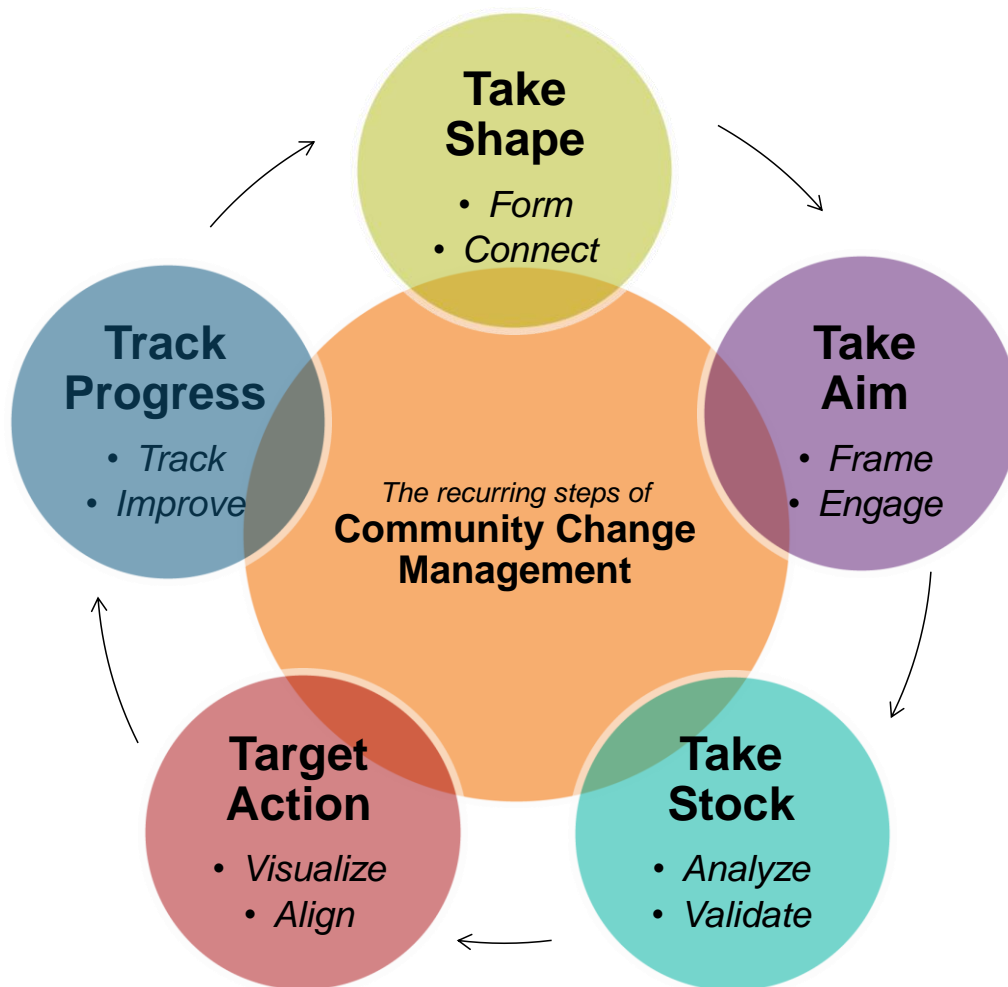 Take
Shape
• Form
• Connect
Take
Aim
• Frame
• Engage
Take
Stock
• Analyze
• Validate
Target
Action
• Visualize
• Align
Track
Progress
• Track
• Improve
The recurring steps of
Community Change
Management